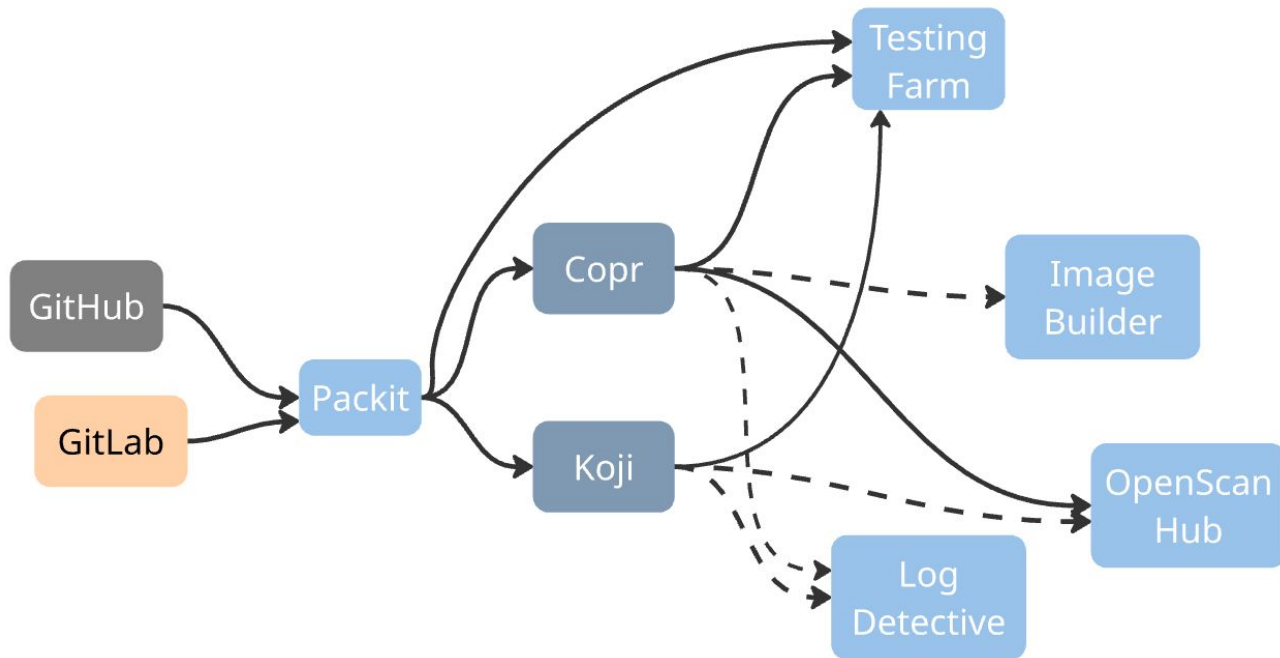 Testing
Farm
Copr
Image
Builder
GitHub
Packit
GitLab
Koji
OpenScan
Hub
Log
Detective